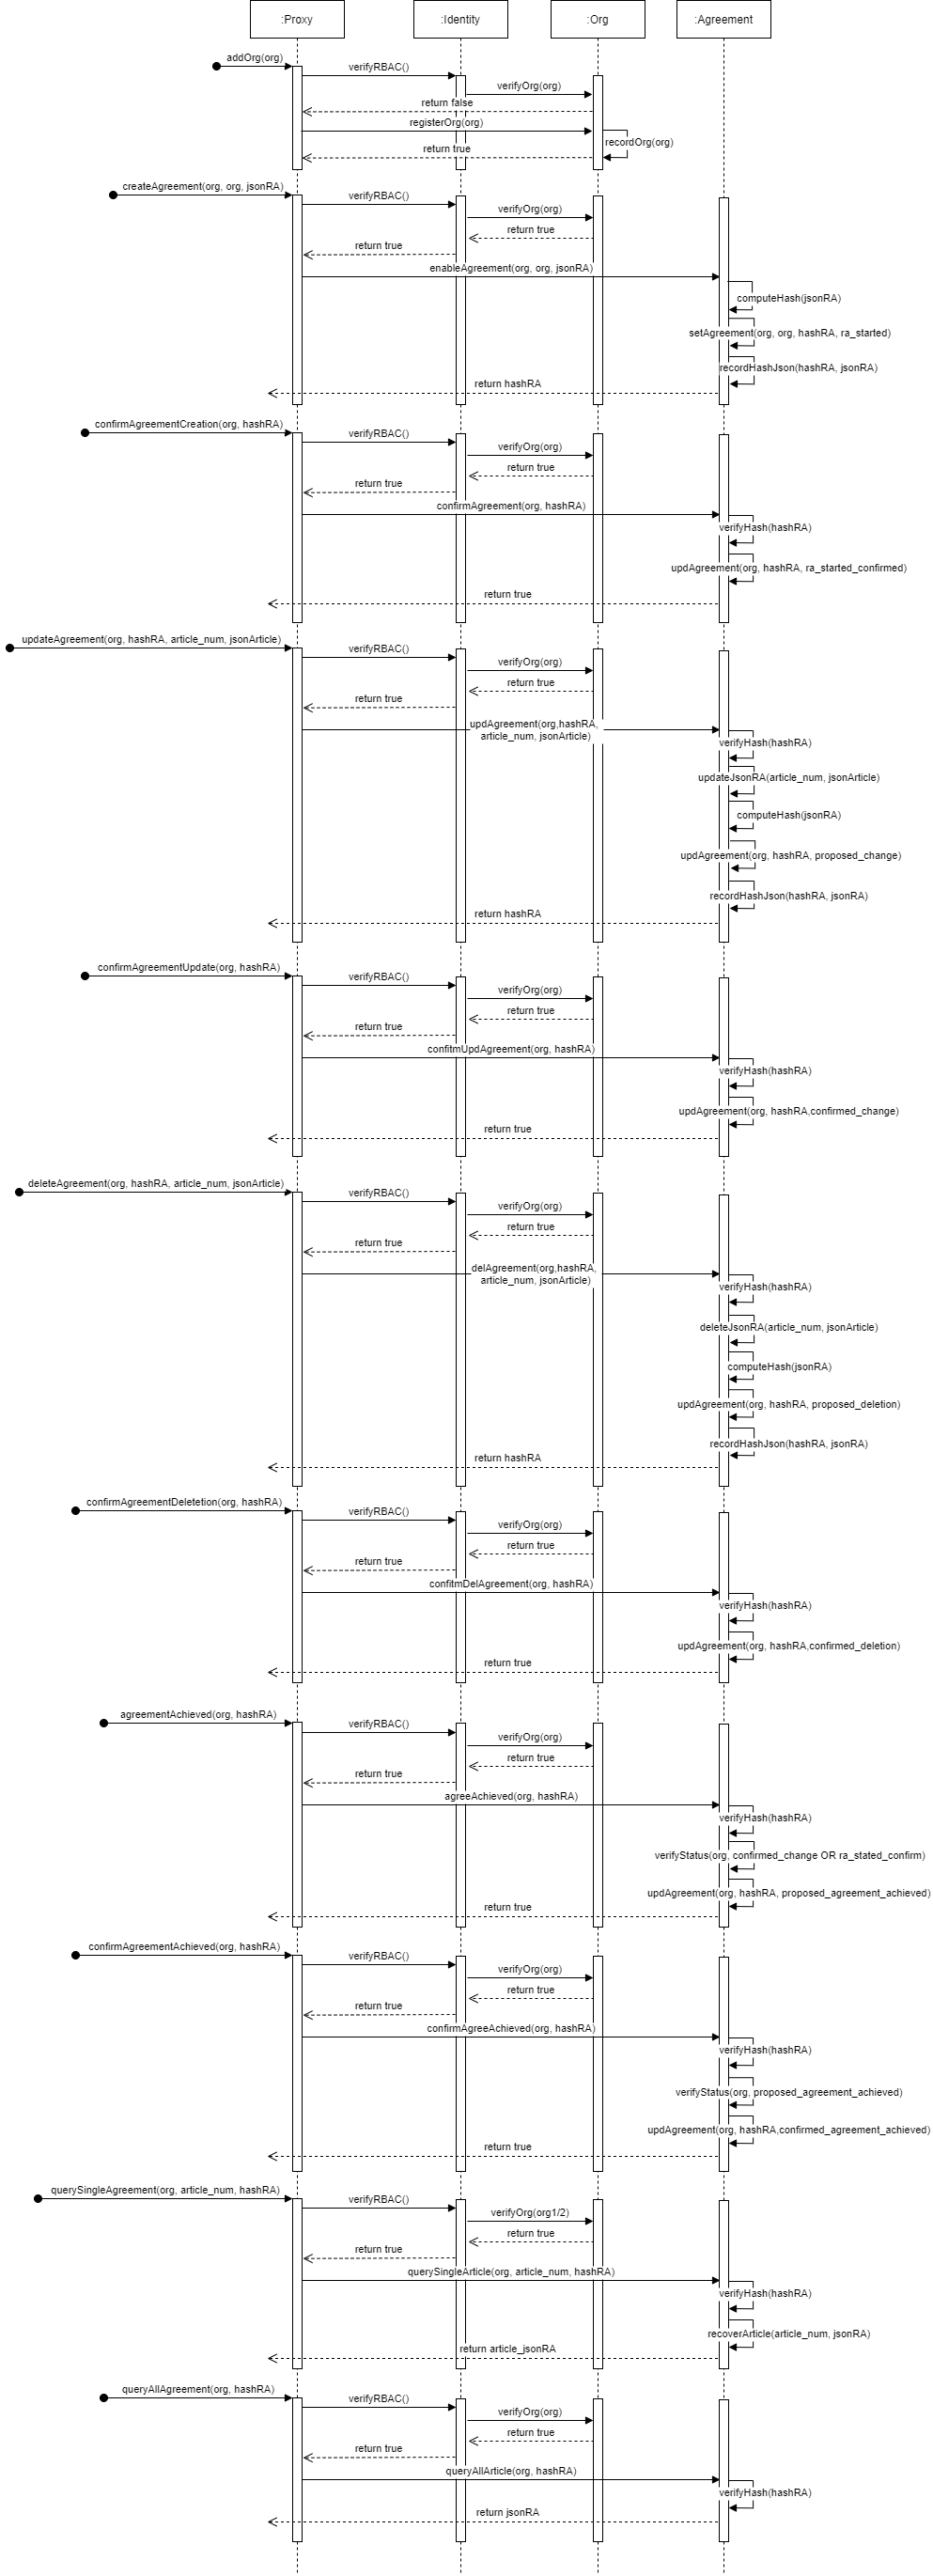 :Proxy
:Identity
:Org
:Agreement
addOrg(org)
verifyRBAC()
verifyOrg(org)
return false
registerOrg(org)
recordOrg(org)
return true
createAgreement(org, org, jsonRA)
verifyRBAC()
verifyOrg(org)
return true
return true
enableAgreement(org, org, jsonRA)
computeHash(jsonRA)
setAgreement(org, org, hashRA, ra_started)
recordHashJson(hashRA, jsonRA)
return hashRA
confirmAgreementCreation(org, hashRA)
verifyRBAC()
verifyOrg(org)
return true
return true
confirmAgreement(org, hashRA)
verifyHash(hashRA)
updAgreement(org, hashRA, ra_started_confirmed)
return true
updateAgreement(org, hashRA, article_num, jsonArticle)
verifyRBAC()
verifyOrg(org)
return true
return true
updAgreement(org,hashRA,
article_num, jsonArticle)
verifyHash(hashRA)
updateJsonRA(article_num, jsonArticle)
computeHash(jsonRA)
updAgreement(org, hashRA, proposed_change)
recordHashJson(hashRA, jsonRA)
return hashRA
confirmAgreementUpdate(org, hashRA)
verifyRBAC()
verifyOrg(org)
return true
return true
confitmUpdAgreement(org, hashRA)
verifyHash(hashRA)
updAgreement(org, hashRA,confirmed_change)
return true
deleteAgreement(org, hashRA, article_num, jsonArticle)
verifyRBAC()
verifyOrg(org)
return true
return true
delAgreement(org,hashRA,
article_num, jsonArticle)
verifyHash(hashRA)
deleteJsonRA(article_num, jsonArticle)
computeHash(jsonRA)
updAgreement(org, hashRA, proposed_deletion)
recordHashJson(hashRA, jsonRA)
return hashRA
confirmAgreementDeletetion(org, hashRA)
verifyRBAC()
verifyOrg(org)
return true
return true
confitmDelAgreement(org, hashRA)
verifyHash(hashRA)
updAgreement(org, hashRA,confirmed_deletion)
return true
agreementAchieved(org, hashRA)
verifyRBAC()
verifyOrg(org)
return true
return true
agreeAchieved(org, hashRA)
verifyHash(hashRA)
verifyStatus(org, confirmed_change OR ra_stated_confirm)
updAgreement(org, hashRA, proposed_agreement_achieved)
return true
confirmAgreementAchieved(org, hashRA)
verifyRBAC()
verifyOrg(org)
return true
return true
confirmAgreeAchieved(org, hashRA)
verifyHash(hashRA)
verifyStatus(org, proposed_agreement_achieved)
updAgreement(org, hashRA,confirmed_agreement_achieved)
return true
querySingleAgreement(org, article_num, hashRA)
verifyRBAC()
verifyOrg(org1/2)
return true
return true
querySingleArticle(org, article_num, hashRA)
verifyHash(hashRA)
recoverArticle(article_num, jsonRA)
return article_jsonRA
queryAllAgreement(org, hashRA)
verifyRBAC()
verifyOrg(org)
return true
return true
queryAllArticle(org, hashRA)
verifyHash(hashRA)
return jsonRA